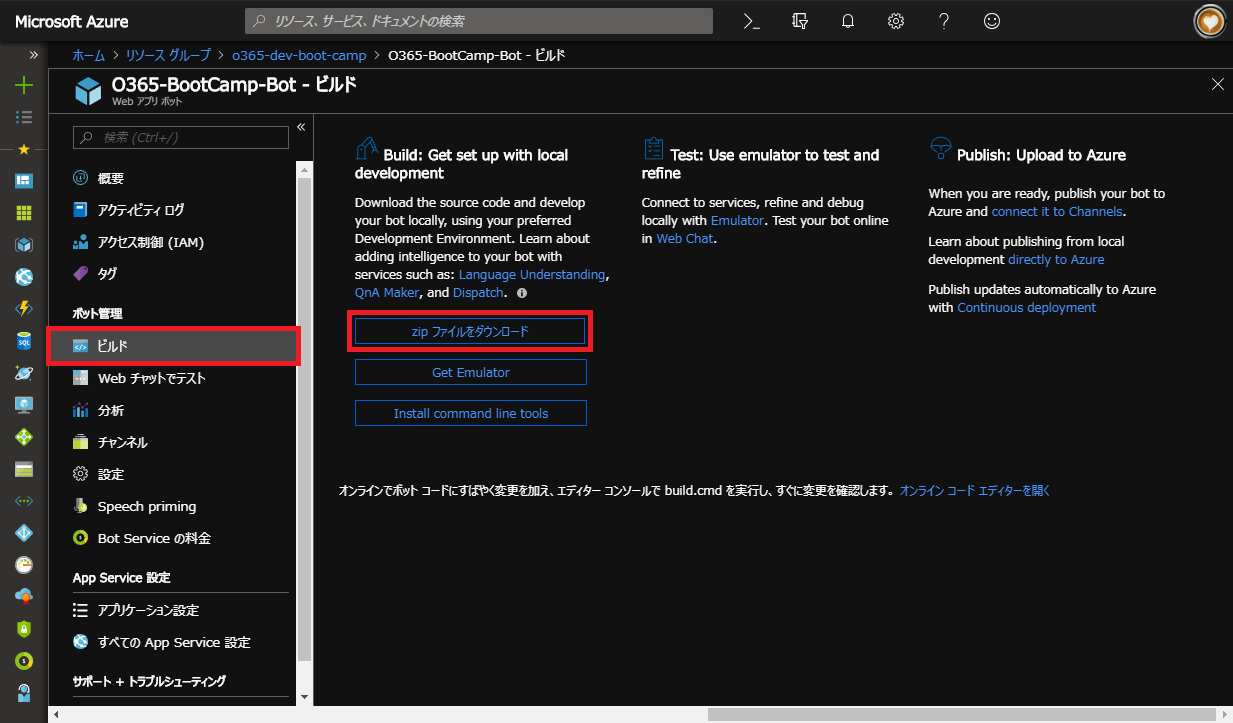 Microsoft Azure
リソース、サービス、ドキュメントの検索
ホーム > リソース グループ > o365-dev-boot-camp > O365-BootCamp-Bot - ビルド
O365-BootCamp-Bot - ビルド
Web アプリ ボット
検索 (Ctrl+/)
概要
アクティビティ ログ
アクセス制御 (IAM)
タグ
ボット管理
ビルド
Web チャットでテスト
分析
チャンネル
設定
Speech priming
Bot Service の料金
App Service 設定
アプリケーション設定
すべての App Service 設定
サポート + トラブルシューティング
Build: Get set up with local
development
Download the source code and develop
your bot locally, using your preferred
Development Environment. Learn about
adding intelligence to your bot with
services such as: Language Understanding,
QnA Maker, and Dispatch.
zip ファイルをダウンロード
Get Emulator
Install command line tools
Test: Use emulator to test and
refine
Connect to services, refine and debug
locally with Emulator. Test your bot online
in Web Chat.
Publish: Upload to Azure
When you are ready, publish your bot to
Azure and connect it to Channels.
Learn about publishing from local
development directly to Azure
Publish updates automatically to Azure
with Continuous deployment
オンラインでボット コードにすばやく変更を加え、エディター コンソールで build.cmd を実行し、すぐに変更を確認します。 オンライン コード エディターを開く